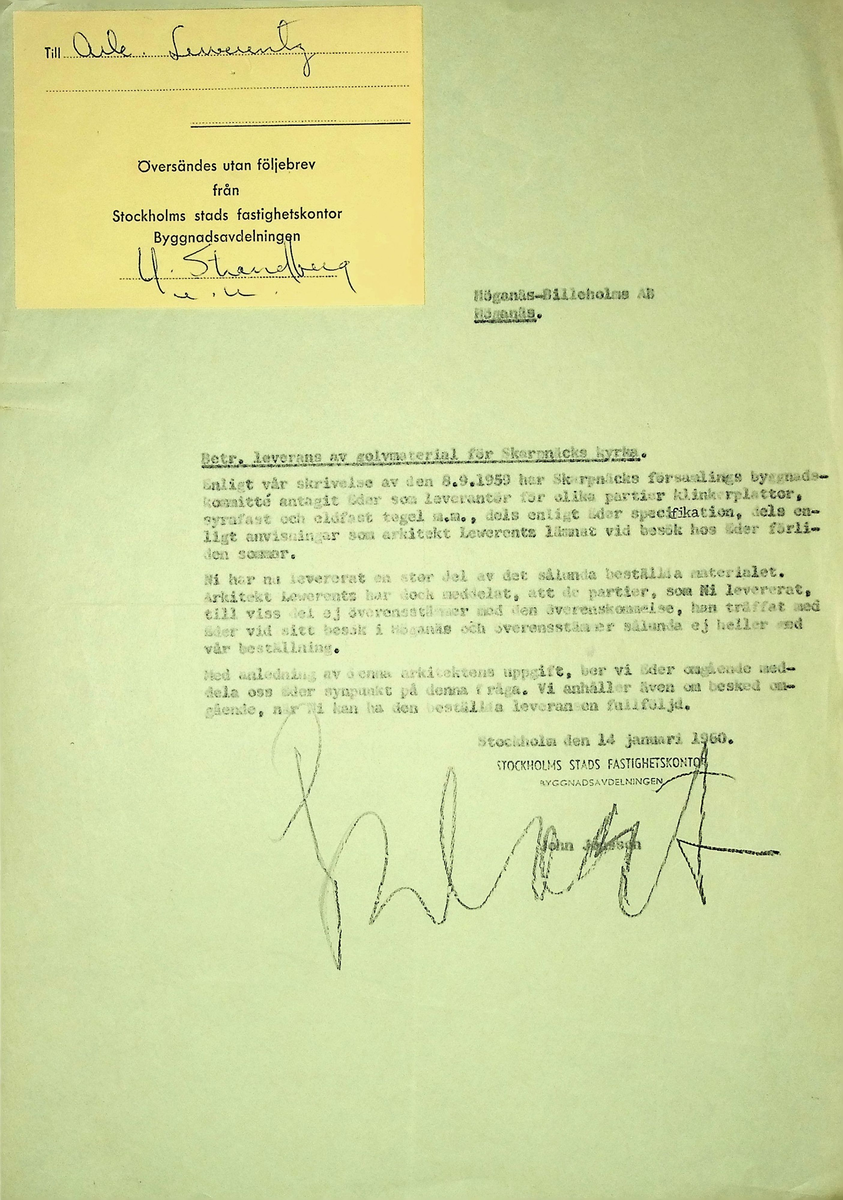 Till Ark. Lewerentz
Översändes utan följebrev
från
Stockholms stads fastighetskontor
Byggnadsavdelningen
U. Strandberg
Höganäs-Billeholms AB
Höganäs.
Betr. leverans av golvmaterial för Skarpnäcks kyrka.
Enligt vår skrivelse av den 8.9.1959 har Skarpnäcks församlings byggnads-
kommitté antagit Eder som leverantör för olika partier klinkerplattor,
syrafast och eldfast tegel m.m., dels enligt Eder specifikation, dels en-
ligt anvisningar som arkitekt Lewerents lämnat vid besök hos Eder förli-
den sommar.
Ni har nu levererat en stor del av det sålunda beställda materialet.
Arkitekt Lewerents har dock meddelat, att de partier, som Ni levererat,
till viss del ej överensstämmer med den överenskommelse, han träffat med
Eder vid sitt besök i Höganäs och överensstämmer sålunda ej heller med
vår beställning.
Med anledning av denna arkitektens uppgift, ber vi Eder omgående med-
dela oss Eder synpunkt på denna fråga. Vi anhåller även om besked om-
gående, när Ni kan ha den beställda leveransen fullföljd.
Stockholm den 14 januari 1960.
STOCKHOLMS STADS FASTIGHETSKONTOR
BYGGNADSAVDELNINGEN
John Jonsson